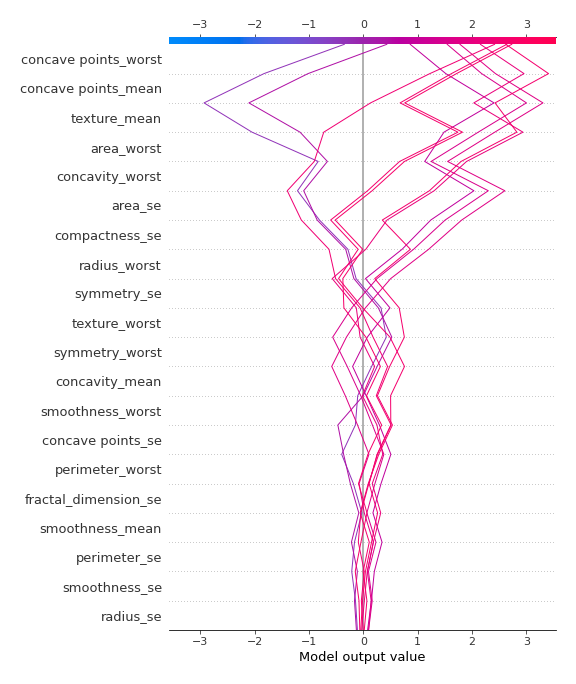 −3 −2 −1 0 1 2 3
concave points_worst
concave points_mean
texture_mean
area_worst
concavity_worst
area_se
compactness_se
radius_worst
symmetry_se
texture_worst
symmetry_worst
concavity_mean
smoothness_worst
concave points_se
perimeter_worst
fractal_dimension_se
smoothness_mean
perimeter_se
smoothness_se
radius_se
−3 −2 −1 0 1 2 3
Model output value